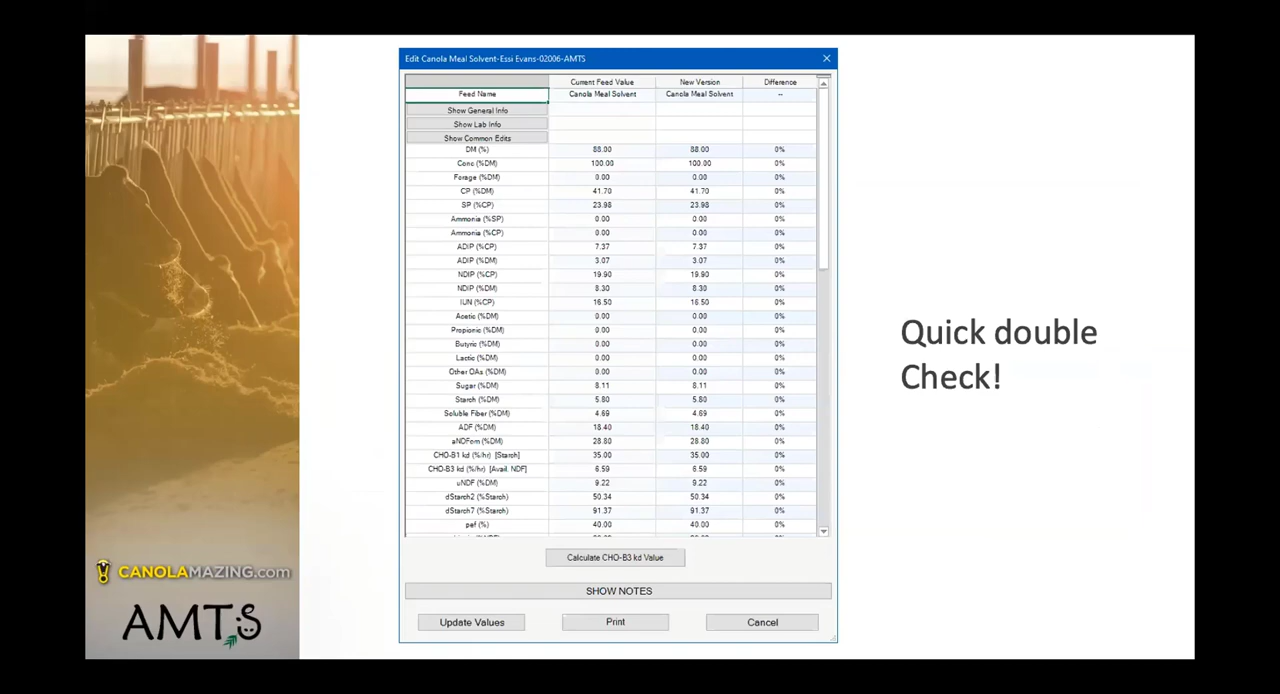 Edit Canola Meal Solvent-Essi Evans-02006-AMTS
Current Feed Value New Version Difference
Feed Name Canola Meal Solvent Canola Meal Solvent --
Show General Info
Show Lab Info
Show Common Edits
DM (%) 88.00 88.00 0%
Conc (%DM) 100.00 100.00 0%
Forage (%DM) 0.00 0.00 0%
CP (%DM) 41.70 41.70 0%
SP (%CP) 23.98 23.98 0%
Ammonia (%SP) 0.00 0.00 0%
Ammonia (%CP) 0.00 0.00 0%
ADIP (%CP) 7.37 7.37 0%
ADIP (%DM) 3.07 3.07 0%
NDIP (%CP) 19.90 19.90 0%
NDIP (%DM) 8.30 8.30 0%
IUN (%CP) 16.50 16.50 0%
Acetic (%DM) 0.00 0.00 0%
Propionic (%DM) 0.00 0.00 0%
Butyric (%DM) 0.00 0.00 0%
Lactic (%DM) 0.00 0.00 0%
Other OAs (%DM) 0.00 0.00 0%
Sugar (%DM) 8.11 8.11 0%
Starch (%DM) 5.80 5.80 0%
Soluble Fiber (%DM) 4.69 4.69 0%
ADF (%DM) 18.40 18.40 0%
aNDFom (%DM) 28.80 28.80 0%
CHO-B1 kd (%/hr) [Starch] 35.00 35.00 0%
CHO-B3 kd (%/hr) [Avail. NDF] 6.59 6.59 0%
uNDF (%DM) 9.22 9.22 0%
dStarch2 (%Starch) 50.34 50.34 0%
dStarch7 (%Starch) 91.37 91.37 0%
pef (%) 40.00 40.00 0%
Calculate CHO-B3 kd Value
SHOW NOTES
Update Values Print Cancel
Quick double
Check!
CANOLAMAZING.com
AMTS